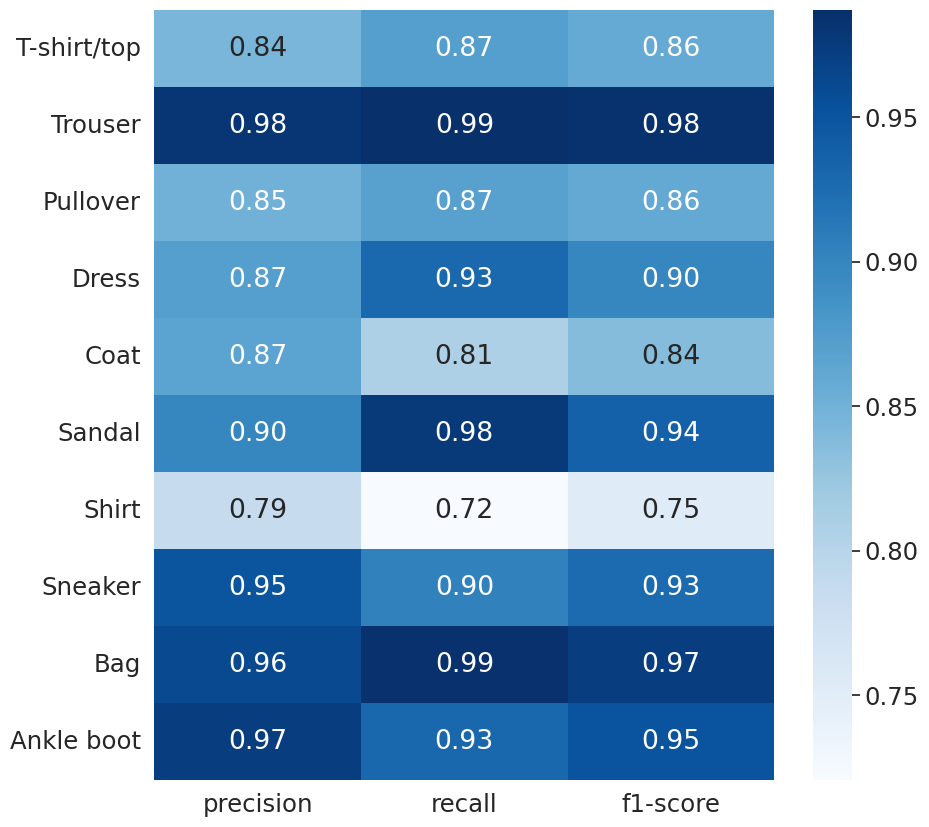 T-shirt/top 0.84 0.87 0.86
Trouser 0.98 0.99 0.98
0.95
Pullover 0.85 0.87 0.86
Dress 0.87 0.93 0.90
0.90
Coat 0.87 0.81 0.84
0.85
Sandal 0.90 0.98 0.94
Shirt 0.79 0.72 0.75
0.80
Sneaker 0.95 0.90 0.93
Bag 0.96 0.99 0.97
0.75
Ankle boot 0.97 0.93 0.95
precision recall f1-score